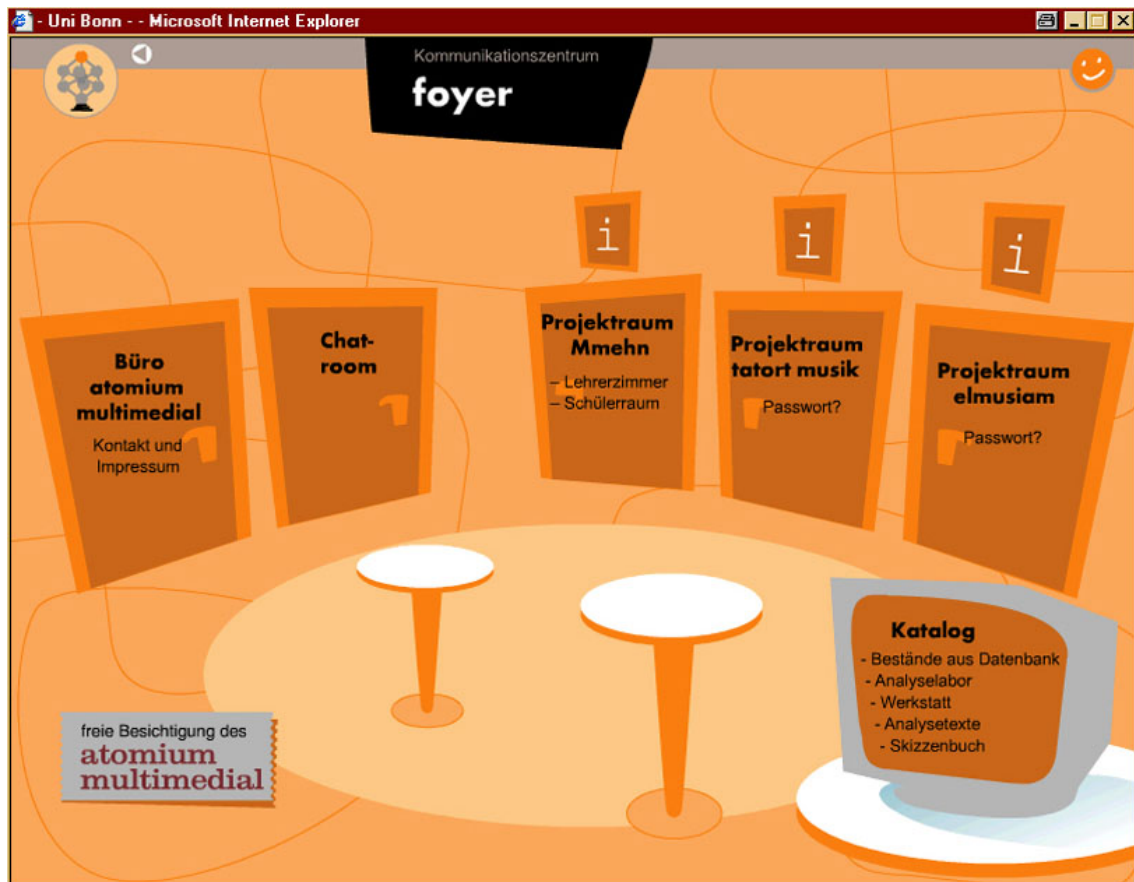 - Uni Bonn - - Microsoft Internet Explorer
Kommunikationszentrum
foyer
i
i
i
Büro
atomium
multimedial
Kontakt und
Impressum
Chat-
room
Projektraum
Mmehn
– Lehrerzimmer
– Schülerraum
Projektraum
tatort musik
Passwort?
Projektraum
elmusiam
Passwort?
Katalog
- Bestände aus Datenbank
- Analyselabor
- Werkstatt
- Analysetexte
- Skizzenbuch
freie Besichtigung des
atomium
multimedial